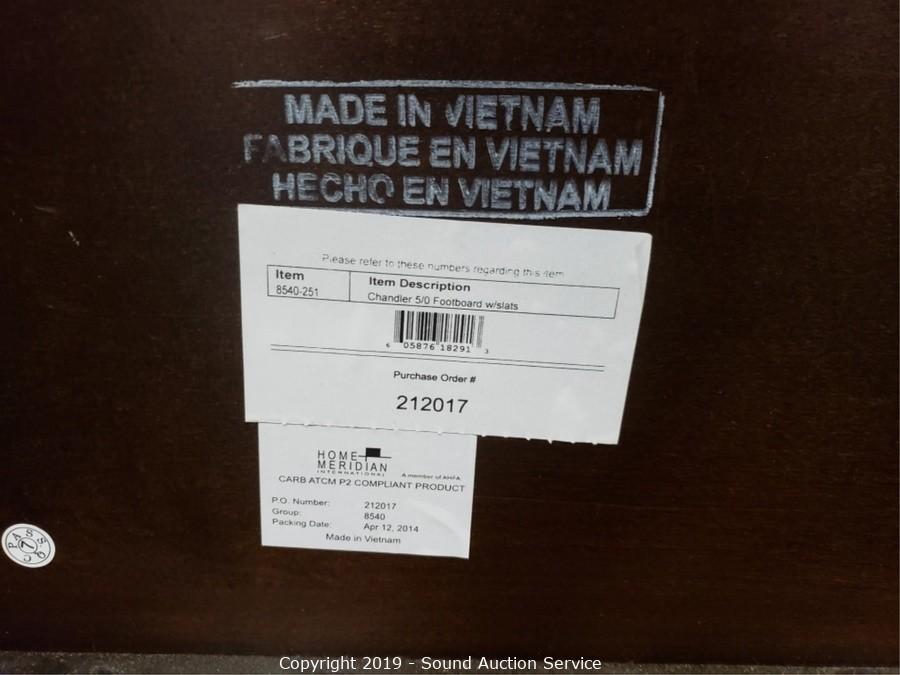 MADE IN VIETNAM
FABRIQUE EN VIETNAM
HECHO EN VIETNAM
Please refer to these numbers regarding this item
Item Item Description
8540-251 Chandler 5/0 Footboard w/slats
6 05876 18291 3
Purchase Order #
212017
HOME
MERIDIAN
INTERNATIONAL
A member of AHFA
CARB ATCM P2 COMPLIANT PRODUCT
P.O. Number: 212017
Group: 8540
Packing Date: Apr 12, 2014
Made in Vietnam
PASS
7
QC
Copyright 2019 - Sound Auction Service